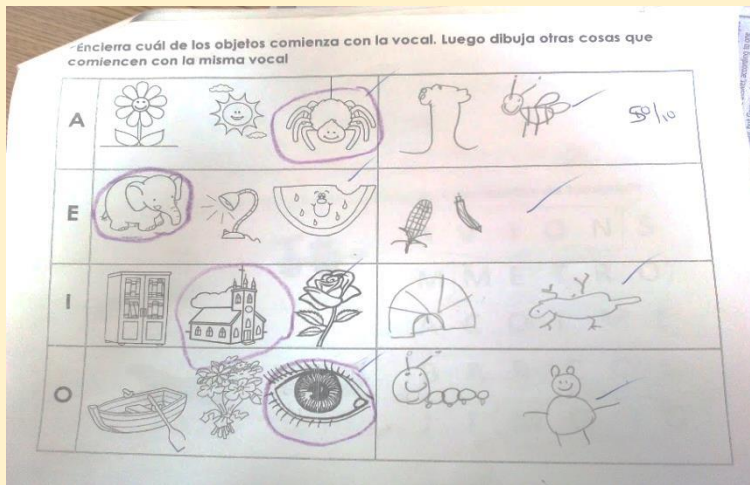 -Encierra cuál de los objetos comienza con la vocal. Luego dibuja otras cosas que
comiencen con la misma vocal
A
E
I
O